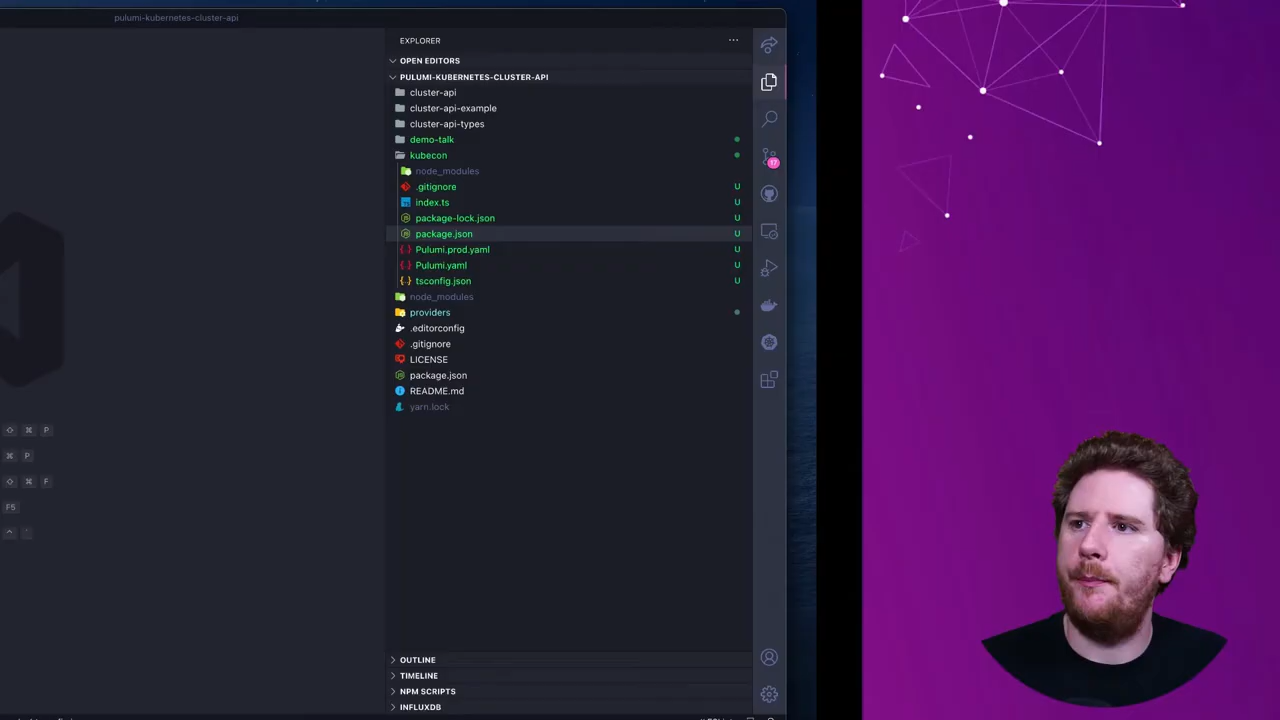 pulumi-kubernetes-cluster-api
EXPLORER
OPEN EDITORS
PULUMI-KUBERNETES-CLUSTER-API
cluster-api
cluster-api-example
cluster-api-types
demo-talk
kubecon
node_modules
.gitignore U
index.ts U
package-lock.json U
package.json U
Pulumi.prod.yaml U
Pulumi.yaml U
tsconfig.json U
node_modules
providers
.editorconfig
.gitignore
LICENSE
package.json
README.md
yarn.lock
17
⇧ ⌘ P
⌘ P
⇧ ⌘ F
F5
OUTLINE
TIMELINE
NPM SCRIPTS
INFLUXDB